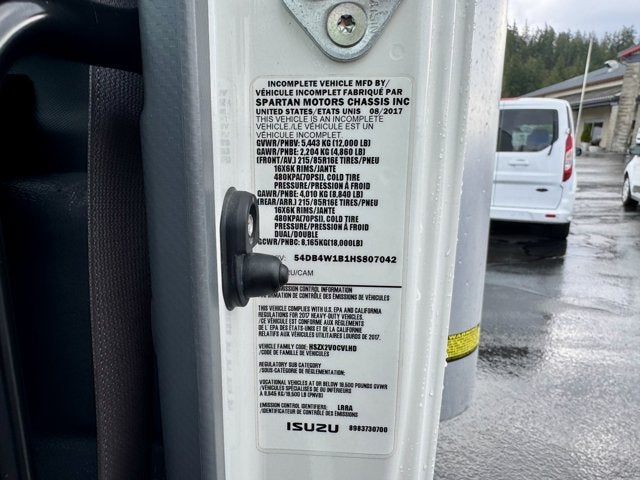 INCOMPLETE VEHICLE MFD BY/
VÉHICULE INCOMPLET FABRIQUÉ PAR
SPARTAN MOTORS CHASSIS INC
UNITED STATES/ETATS UNIS 08/2017
THIS VEHICLE IS AN INCOMPLETE
VEHICLE./LE VÉHICULE EST UN
VÉHICULE INCOMPLET
GVWR/PNBV: 5,443 KG (12,000 LB)
GAWR/PNBE: 2,204 KG (4,860 LB)
(FRONT/AV.) 215/85R16E TIRES/PNEU
16X6K RIMS/JANTE
480KPA(70PSI), COLD TIRE
PRESSURE/PRESSION À FROID
GAWR/PNBE: 4,010 KG (8,840 LB)
(REAR/ARR.) 215/85R16E TIRES/PNEU
16X6K RIMS/JANTE
480KPA(70PSI), COLD TIRE
PRESSURE/PRESSION À FROID
DUAL/DOUBLE
GCWR/PNBC: 8,165KG(18,000LB)
54DB4W1B1HS807042
RU/CAM
EMISSION CONTROL INFORMATION
INFORMATION DE CONTRÔLE DES ÉMISSIONS DE VÉHICULES
THIS VEHICLE COMPLIES WITH U.S. EPA AND CALIFORNIA
REGULATIONS FOR 2017 HEAVY-DUTY VEHICLES.
/CE VÉHICULE EST CONFORME AUX RÈGLEMENTS
DE L'EPA DES ÉTATS-UNIS ET DE LA CALIFORNIE
RELATIFS AUX VÉHICULES LOURDS DE 2017.
VEHICLE FAMILY CODE: HSZX2VOCVLHD
/CODE DE FAMILLE DE VÉHICULES
REGULATORY SUB CATEGORY
/SOUS-CATÉGORIE DE RÉGLEMENTATION:
VOCATIONAL VEHICLES AT OR BELOW 19,500 POUNDS GVWR
/VÉHICULES SPÉCIALISÉS DE OU INFÉRIEURS
À 8,845 KG/19,500 LB (PNBV)
EMISSION CONTROL IDENTIFIERS: LRRA
/IDENTIFICATEUR DE CONTRÔLE DES ÉMISSIONS
ISUZU 8983730700